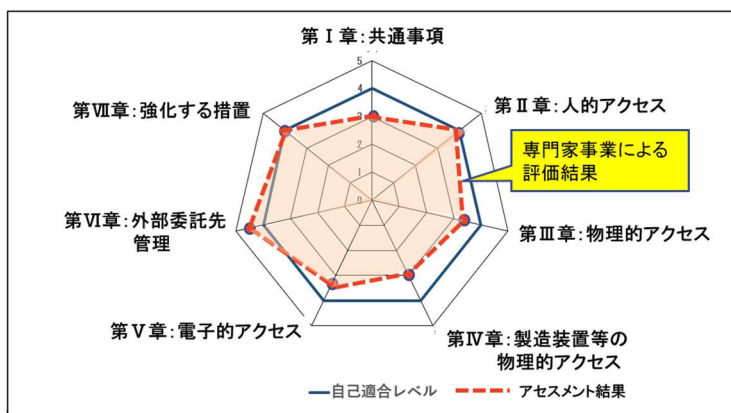 第Ⅰ章:共通事項
5
4
3
2
1
0
第Ⅱ章:人的アクセス
専門家事業による
評価結果
第Ⅲ章:物理的アクセス
第Ⅳ章:製造装置等の
物理的アクセス
第Ⅴ章:電子的アクセス
第Ⅵ章:外部委託先
管理
第Ⅶ章:強化する措置
自己適合レベル
アセスメント結果